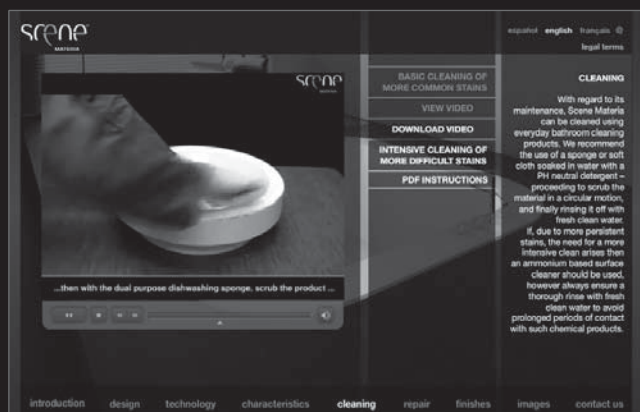 scene
MATERIA
español english français @
legal terms
scene
MATERIA
...then with the dual purpose dishwashing sponge, scrub the product ...
BASIC CLEANING OF
MORE COMMON STAINS
VIEW VIDEO
DOWNLOAD VIDEO
INTENSIVE CLEANING OF
MORE DIFFICULT STAINS
PDF INSTRUCTIONS
CLEANING
With regard to its
maintenance, Scene Materia
can be cleaned using
everyday bathroom cleaning
products. We recommend
the use of a sponge or soft
cloth soaked in water with a
PH neutral detergent –
proceeding to scrub the
material in a circular motion,
and finally rinsing it off with
fresh clean water.
If, due to more persistent
stains, the need for a more
intensive clean arises then
an ammonium based surface
cleaner should be used,
however always ensure a
thorough rinse with fresh
clean water to avoid
prolonged periods of contact
with such chemical products.
introduction design technology characteristics cleaning repair finishes images contact us